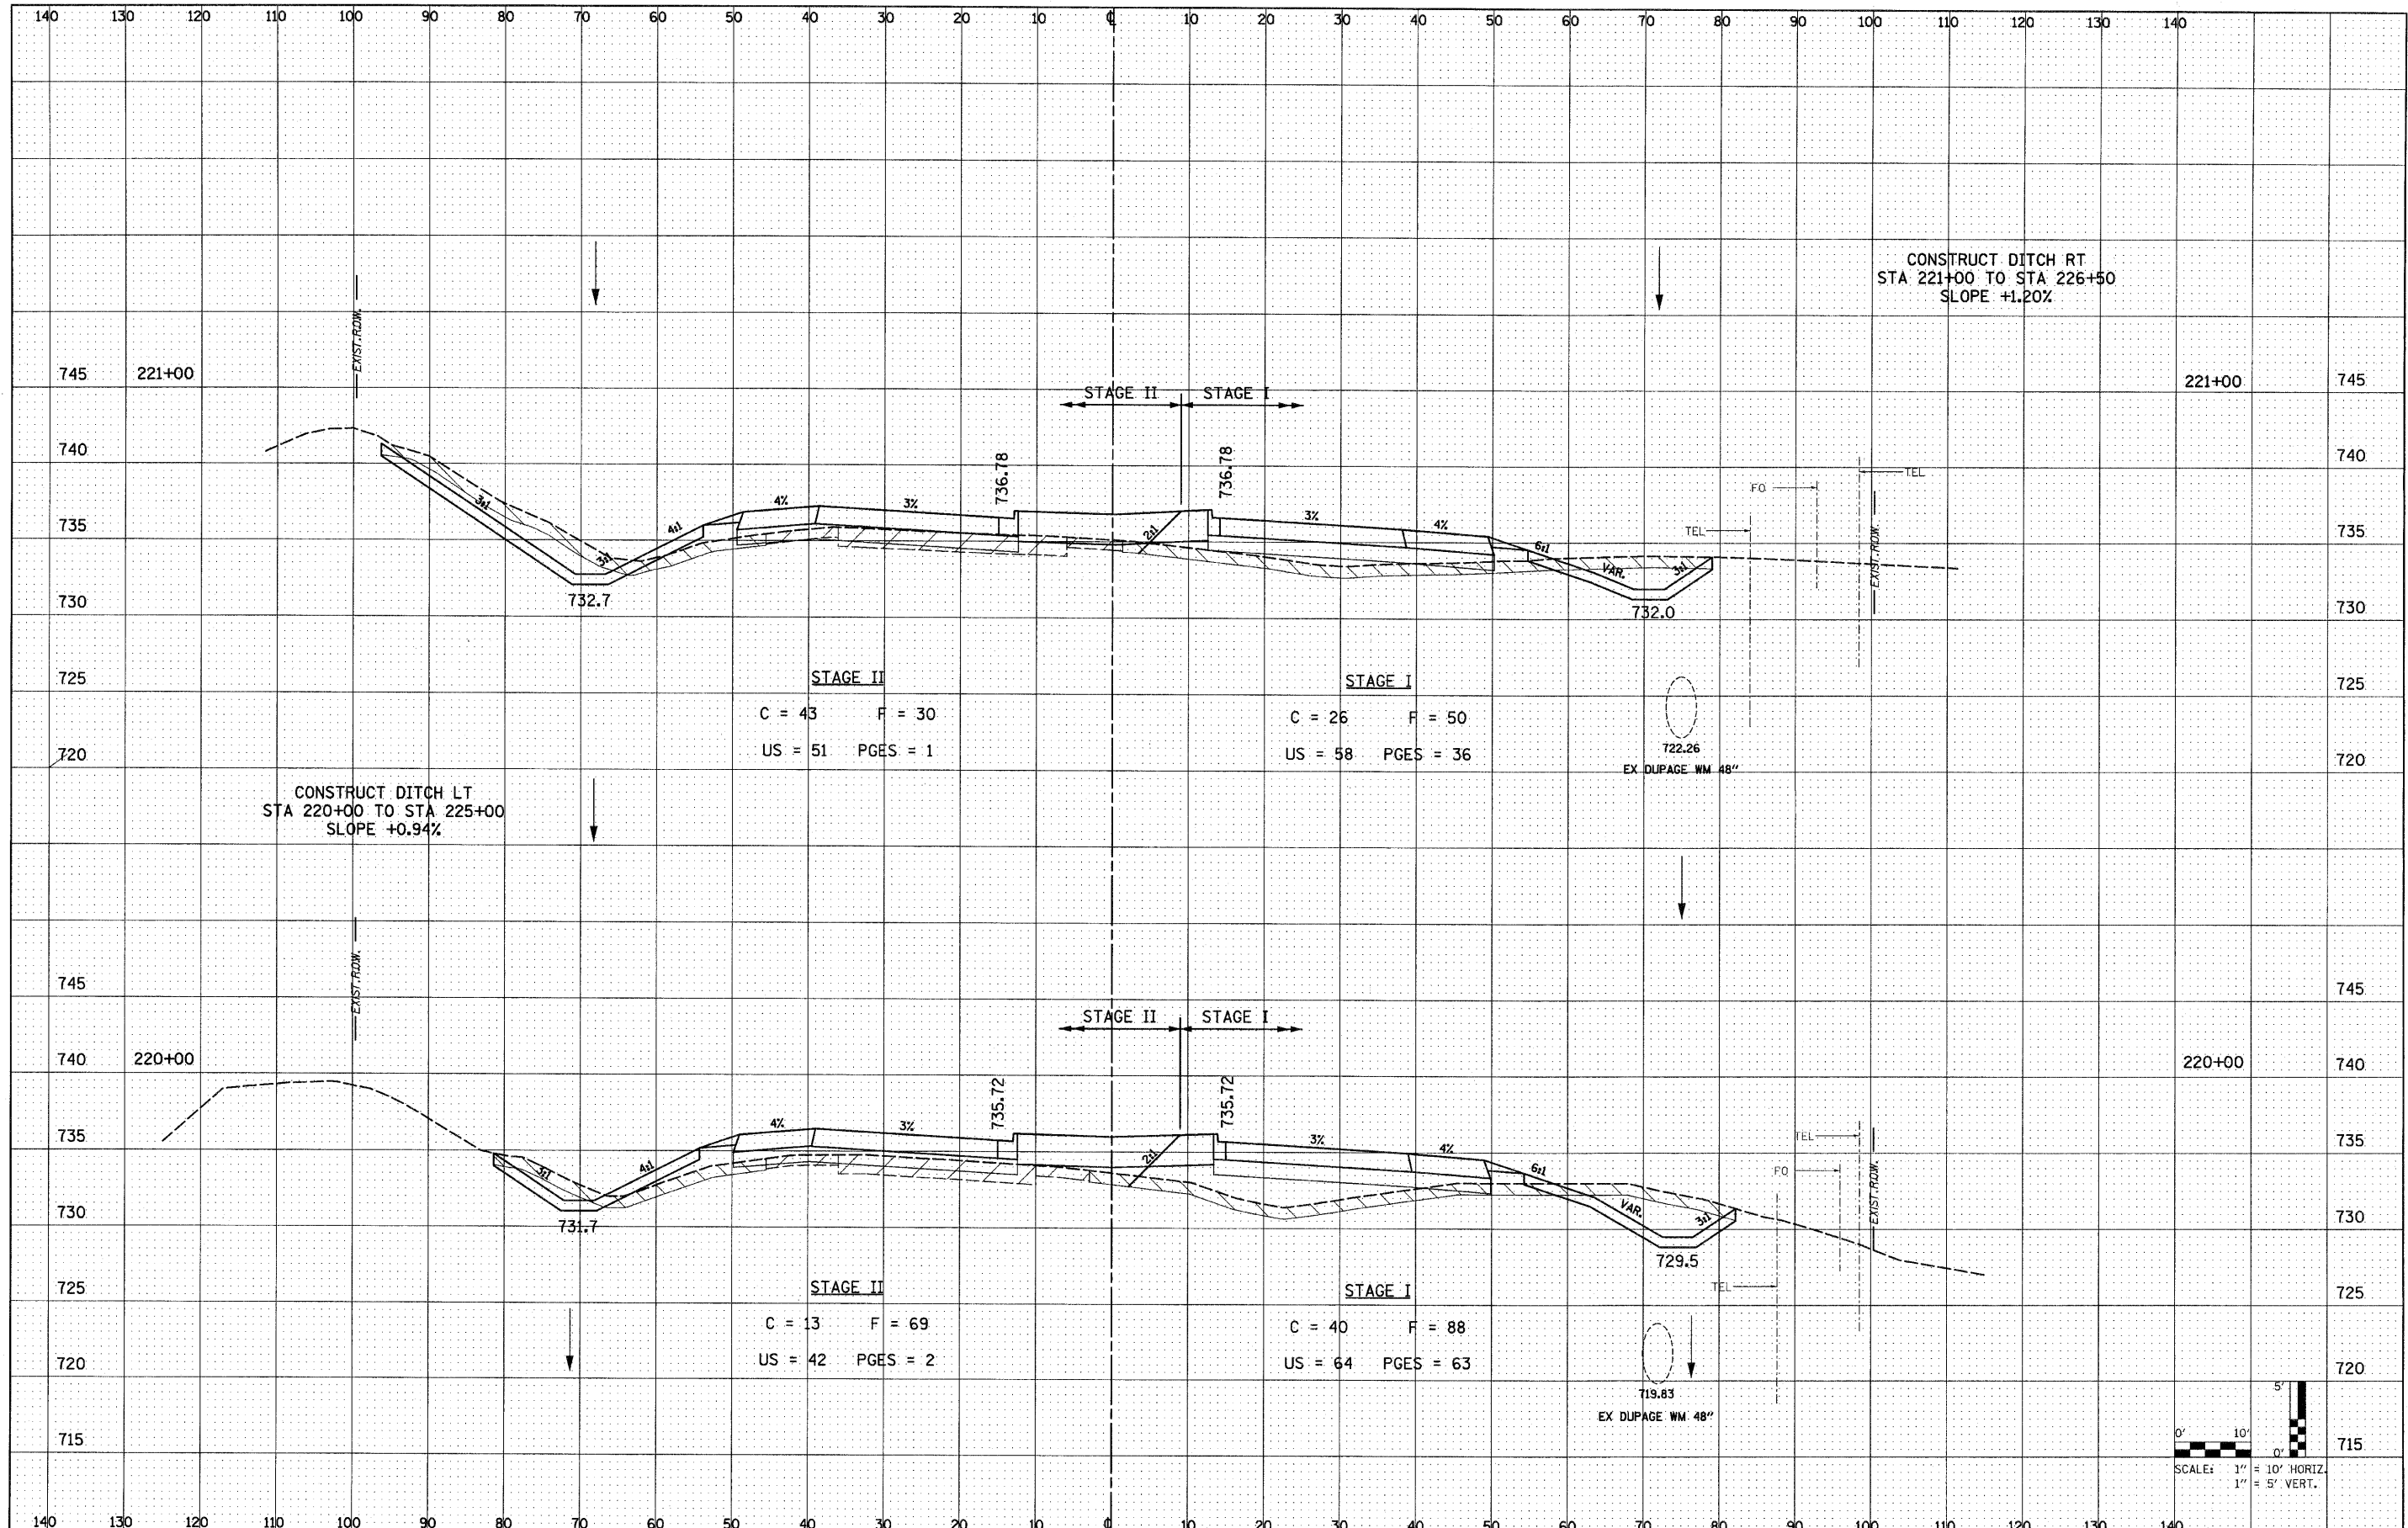 140 130 120 110 100 90 80 70 60 50 40 30 20 10 ℄ 10 20 30 40 50 60 70 80 90 100 110 120 130 140
CONSTRUCT DITCH RT
STA 221+00 TO STA 226+50
SLOPE +1.20%
EXIST. R.O.W.
745 221+00
221+00 745
STAGE II STAGE I
740
740
736.78
736.78
FO
TEL
TEL
EXIST. R.O.W.
735
735
3:1
3:1
4:1
4%
3%
2:1
3%
4%
6:1
VAR.
3:1
730
732.7
732.0
730
725
725
STAGE II
C = 43 F = 30
US = 51 PGES = 1
STAGE I
C = 26 F = 50
US = 58 PGES = 36
722.26
EX DUPAGE WM 48"
720
720
CONSTRUCT DITCH LT
STA 220+00 TO STA 225+00
SLOPE +0.94%
EXIST. R.O.W.
745
745
STAGE II STAGE I
740 220+00
220+00 740
735.72
735.72
TEL
FO
EXIST. R.O.W.
735
735
3:1
4:1
4%
3%
2:1
3%
4%
6:1
VAR.
3:1
730
731.7
729.5
730
TEL
725
725
STAGE II
C = 13 F = 69
US = 42 PGES = 2
STAGE I
C = 40 F = 88
US = 64 PGES = 63
719.83
EX DUPAGE WM 48"
720
720
715
715
5'
0' 10' 0'
SCALE: 1" = 10' HORIZ.
1" = 5' VERT.
140 130 120 110 100 90 80 70 60 50 40 30 20 10 ℄ 10 20 30 40 50 60 70 80 90 100 110 120 130 140